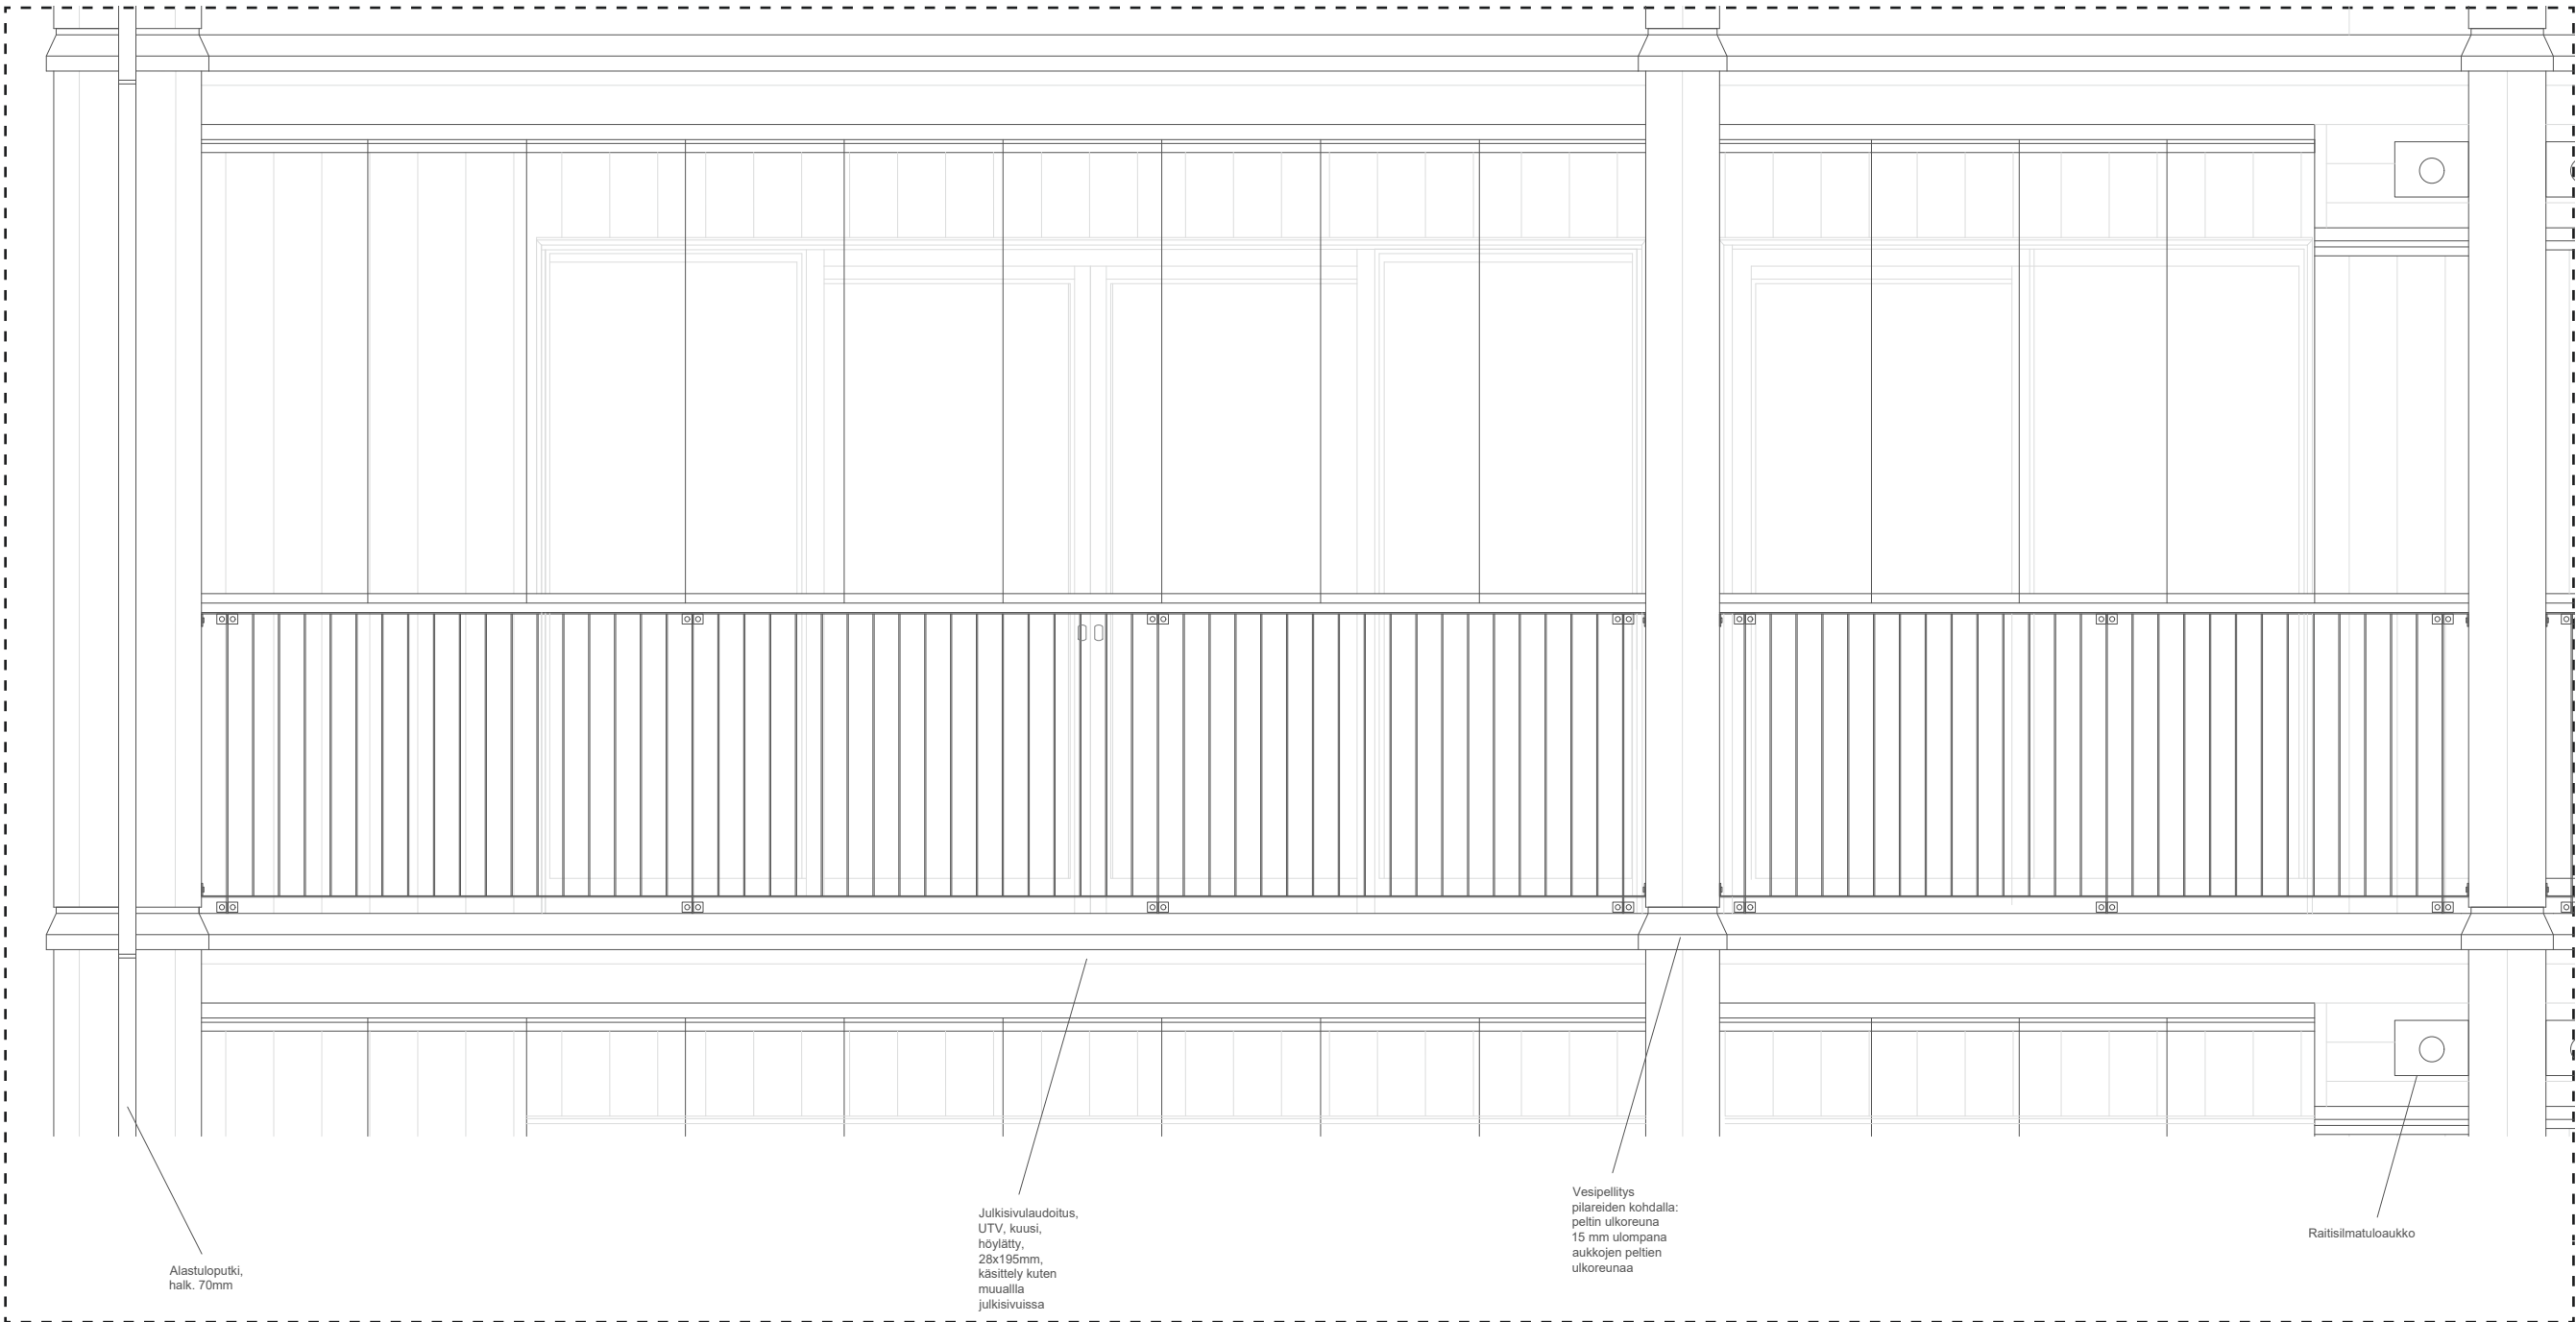 Alastuloputki,
halk. 70mm
Julkisivulaudoitus,
UTV, kuusi,
höylätty,
28x195mm,
käsittely kuten
muuallla
julkisivuissa
Vesipellitys
pilareiden kohdalla:
peltin ulkoreuna
15 mm ulompana
aukkojen peltien
ulkoreunaa
Raitisilmatuloaukko